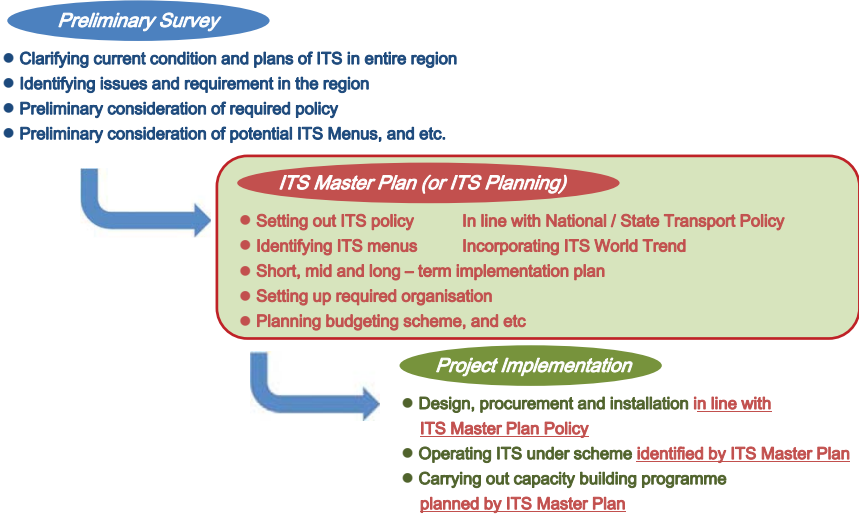 Preliminary Survey
● Clarifying current condition and plans of ITS in entire region
● Identifying issues and requirement in the region
● Preliminary consideration of required policy
● Preliminary consideration of potential ITS Menus, and etc.
ITS Master Plan (or ITS Planning)
● Setting out ITS policy In line with National / State Transport Policy
● Identifying ITS menus Incorporating ITS World Trend
● Short, mid and long – term implementation plan
● Setting up required organisation
● Planning budgeting scheme, and etc
Project Implementation
● Design, procurement and installation in line with
ITS Master Plan Policy
● Operating ITS under scheme identified by ITS Master Plan
● Carrying out capacity building programme
planned by ITS Master Plan